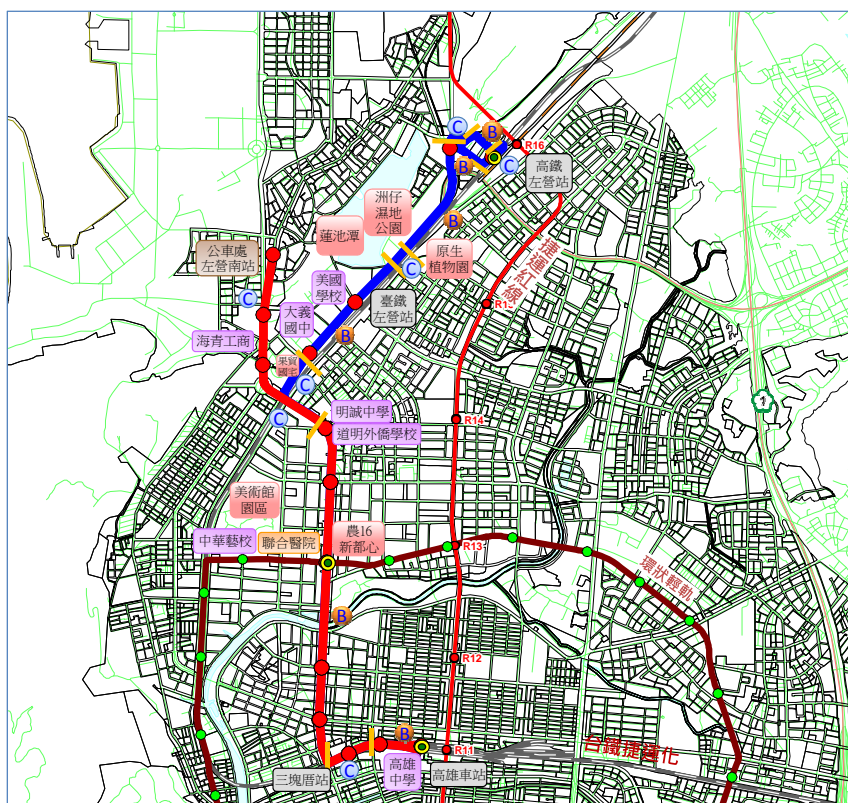 C
B
R16
B
C
高鐵
左營站
洲仔
濕地
公園
B
蓮池潭
原生
植物園
捷運紅線
公車處
左營南站
C
美國
學校
C
臺鐵
左營站
大義
國中
B
海青工商
果貿
國宅
C
C
明誠中學
道明外僑學校
R14
1
美術館
園區
中華藝校
聯合醫院
農16
新都心
R13
環狀輕軌
B
R12
B
R11
台鐵捷運化
三塊厝站
C
高雄
中學
高雄車站